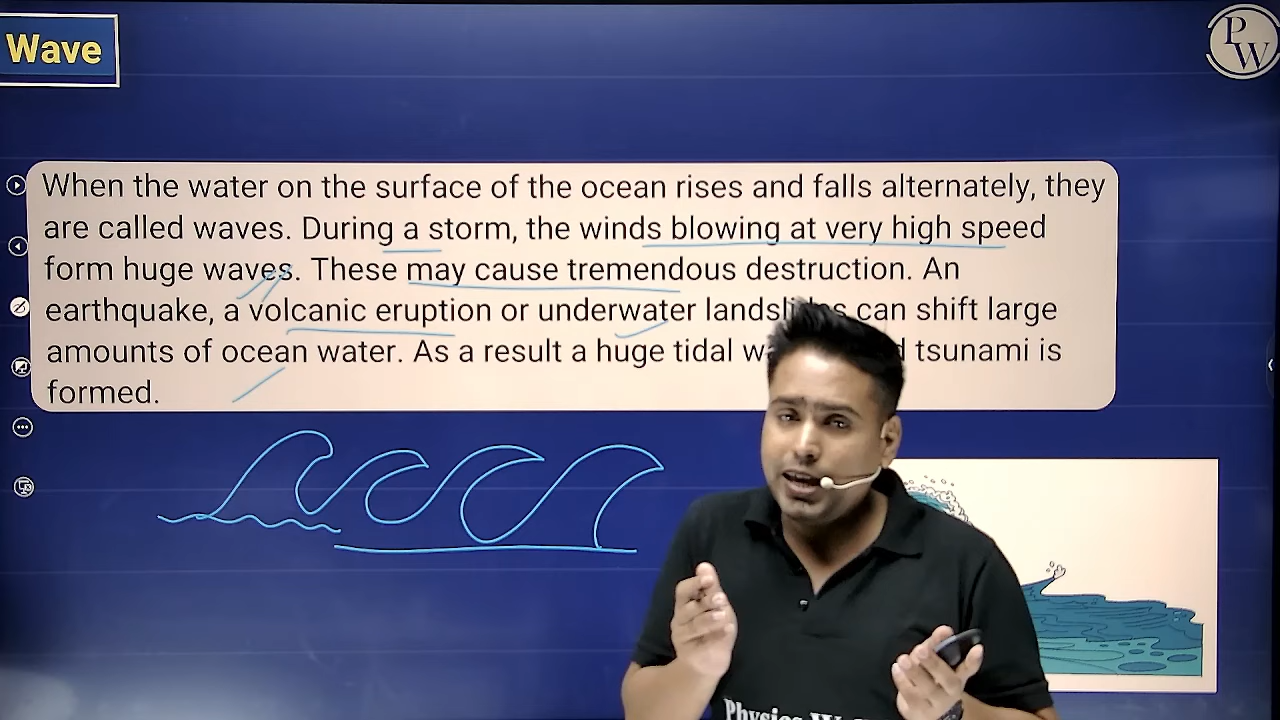 Wave
PW
When the water on the surface of the ocean rises and falls alternately, they
are called waves. During a storm, the winds blowing at very high speed
form huge waves. These may cause tremendous destruction. An
earthquake, a volcanic eruption or underwater landslides can shift large
amounts of ocean water. As a result a huge tidal tsunami is
formed.
Physics W